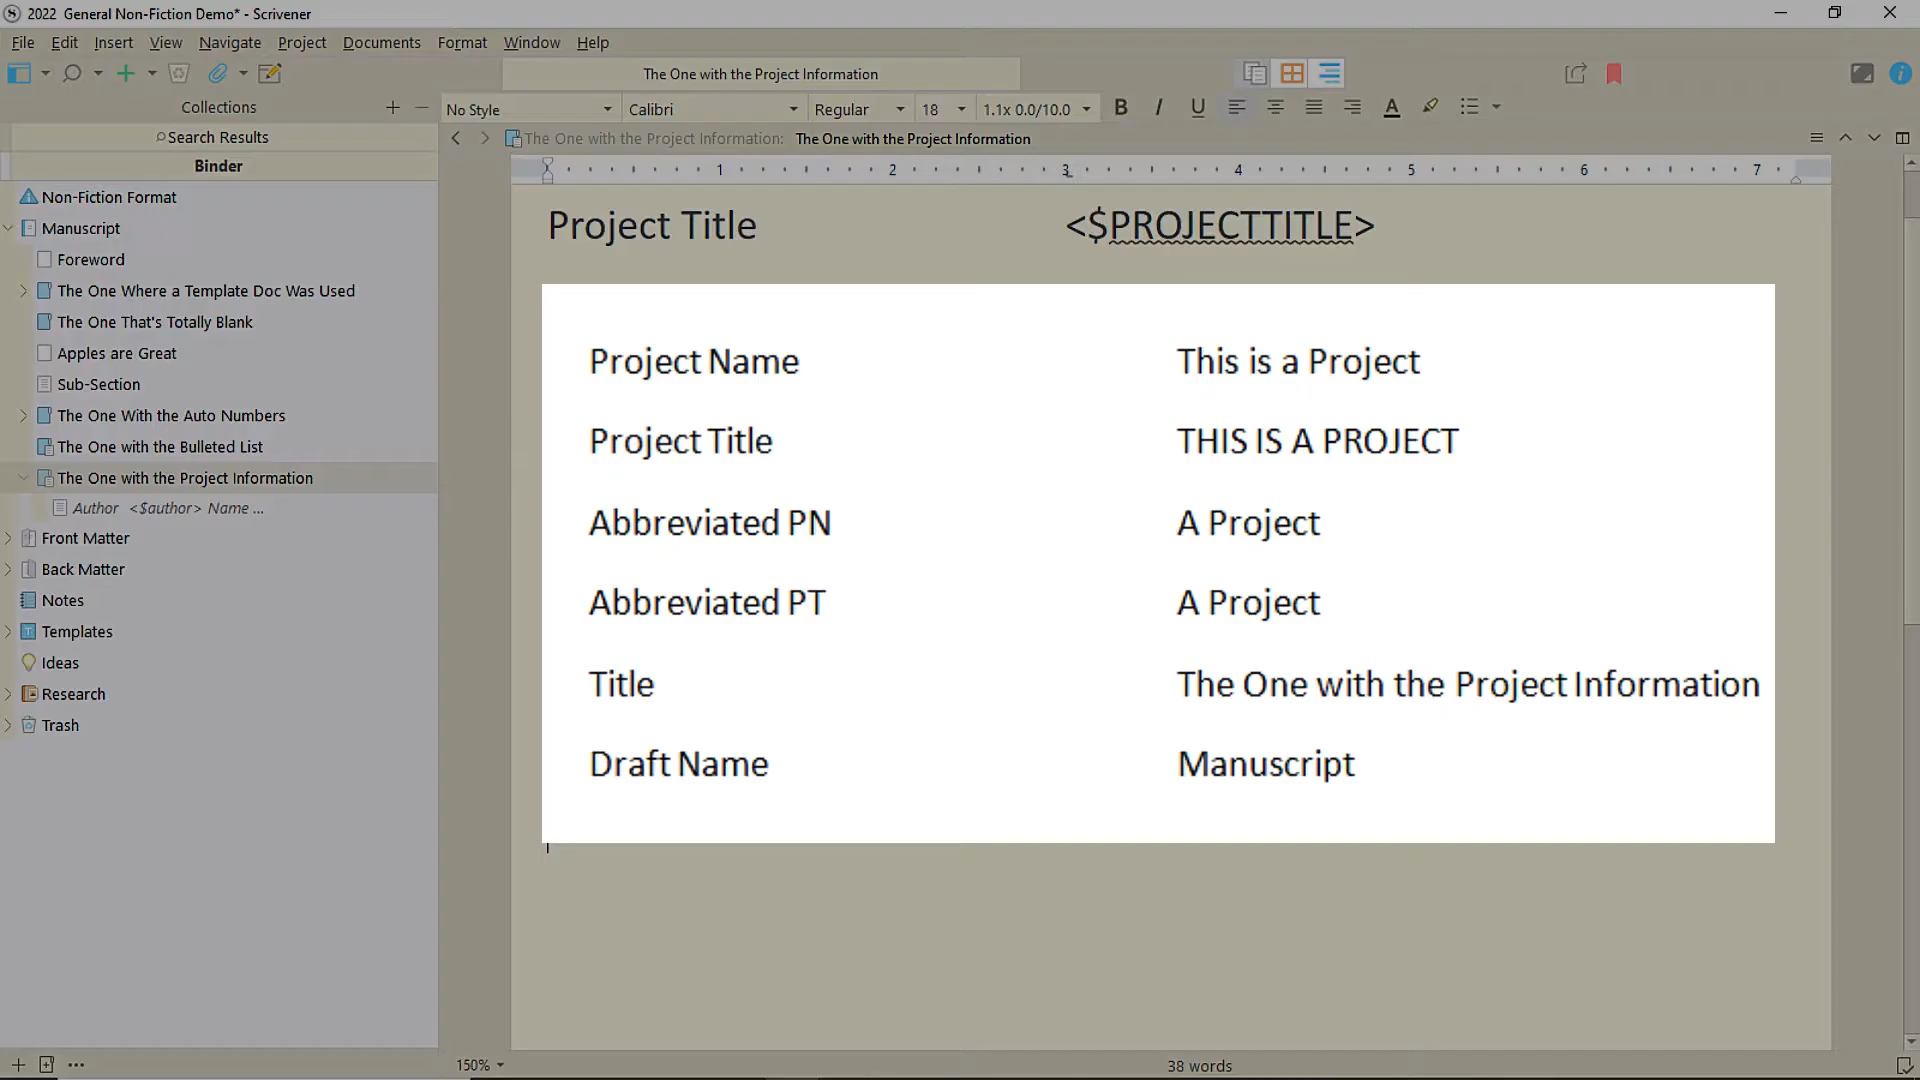 2022 General Non-Fiction Demo* - Scrivener
File Edit Insert View Navigate Project Documents Format Window Help
The One with the Project Information
Collections
No Style Calibri Regular 18 1.1x 0.0/10.0 B I U A
Search Results
The One with the Project Information: The One with the Project Information
Binder
1 2 3 4 5 6 7
Non-Fiction Format
Manuscript
Foreword
The One Where a Template Doc Was Used
The One That's Totally Blank
Apples are Great
Sub-Section
The One With the Auto Numbers
The One with the Bulleted List
The One with the Project Information
Author <$author> Name ...
Front Matter
Back Matter
Notes
Templates
Ideas
Research
Trash
Project Title <$PROJECTTITLE>
Project Name This is a Project
Project Title THIS IS A PROJECT
Abbreviated PN A Project
Abbreviated PT A Project
Title The One with the Project Information
Draft Name Manuscript
150% 38 words